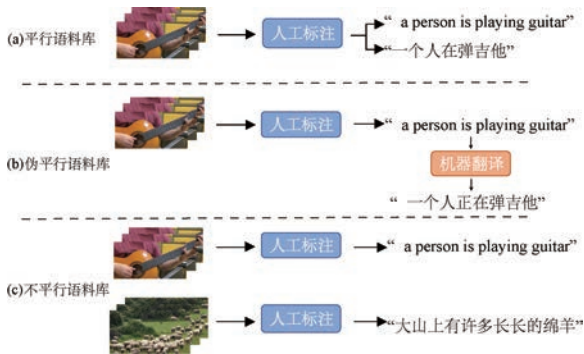 (a)平行语料库
人工标注
“ a person is playing guitar”
“一个人在弹吉他”
(b)伪平行语料库
人工标注
“ a person is playing guitar”
机器翻译
“ 一个人正在弹吉他”
(c)不平行语料库
人工标注
“ a person is playing guitar”
人工标注
“大山上有许多长长的绵羊”